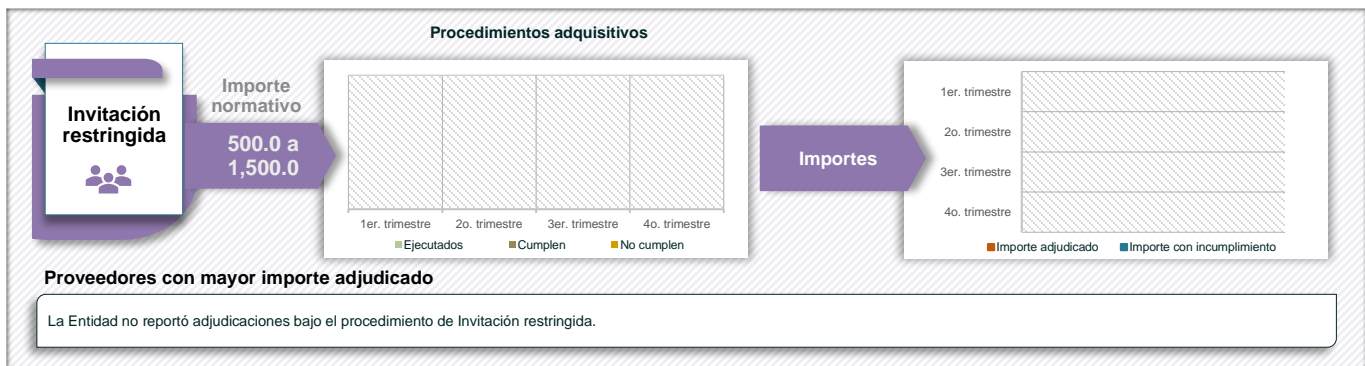 Procedimientos adquisitivos
Invitación
restringida
Importe
normativo
500.0 a
1,500.0
1er. trimestre
2o. trimestre
3er. trimestre
4o. trimestre
Ejecutados
Cumplen
No cumplen
Importes
1er. trimestre
2o. trimestre
3er. trimestre
4o. trimestre
Importe adjudicado
Importe con incumplimiento
Proveedores con mayor importe adjudicado
La Entidad no reportó adjudicaciones bajo el procedimiento de Invitación restringida.